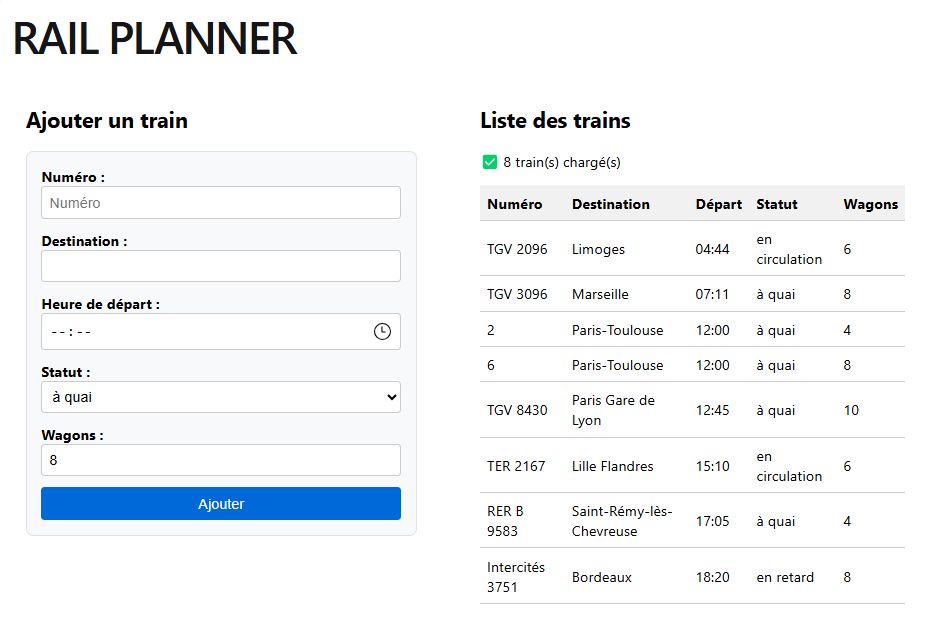 RAIL PLANNER
Ajouter un train
Numéro :
Numéro
Destination :
Heure de départ :
--:--
Statut :
à quai
Wagons :
8
Ajouter
Liste des trains
8 train(s) chargé(s)
Numéro Destination Départ Statut Wagons
TGV 2096 Limoges 04:44 en circulation 6
TGV 3096 Marseille 07:11 à quai 8
2 Paris-Toulouse 12:00 à quai 4
6 Paris-Toulouse 12:00 à quai 8
TGV 8430 Paris Gare de Lyon 12:45 à quai 10
TER 2167 Lille Flandres 15:10 en circulation 6
RER B 9583 Saint-Rémy-lès-Chevreuse 17:05 à quai 4
Intercités 3751 Bordeaux 18:20 en retard 8